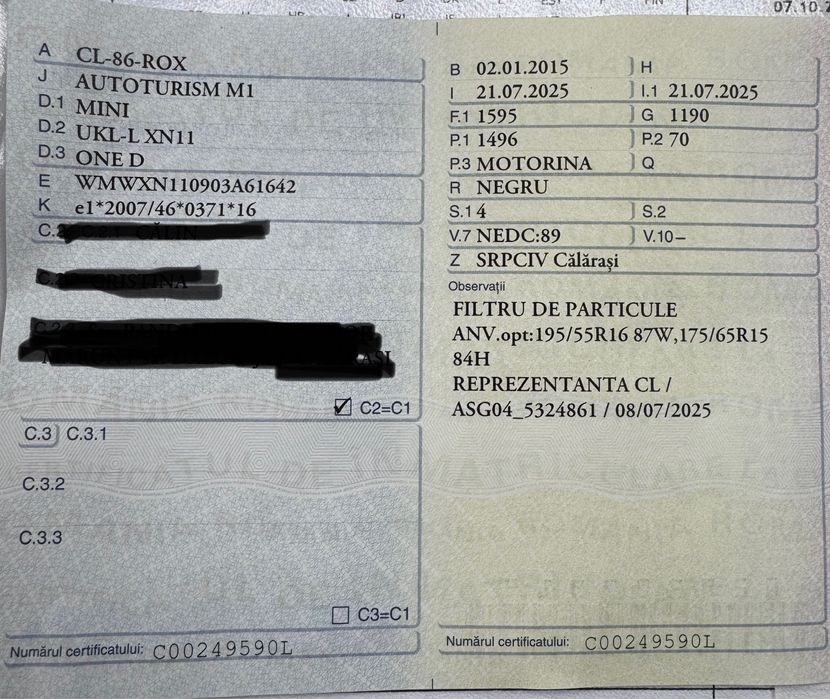 07.10.2
A CL-86-ROX
J AUTOTURISM M1
D.1 MINI
D.2 UKL-L XN11
D.3 ONE D
E WMWXN110903A61642
K e1*2007/46*0371*16
C2=C1
C.3 C.3.1
C.3.2
C.3.3
C3=C1
Numărul certificatului: C00249590L
B 02.01.2015 H
I 21.07.2025 I.1 21.07.2025
F.1 1595 G 1190
P.1 1496 P.2 70
P.3 MOTORINA Q
R NEGRU
S.1 4 S.2
V.7 NEDC:89 V.10 –
Z SRPCIV Călărași
Observații
FILTRU DE PARTICULE
ANV.opt:195/55R16 87W,175/65R15
84H
REPREZENTANTA CL /
ASG04_5324861 / 08/07/2025
Numărul certificatului: C00249590L